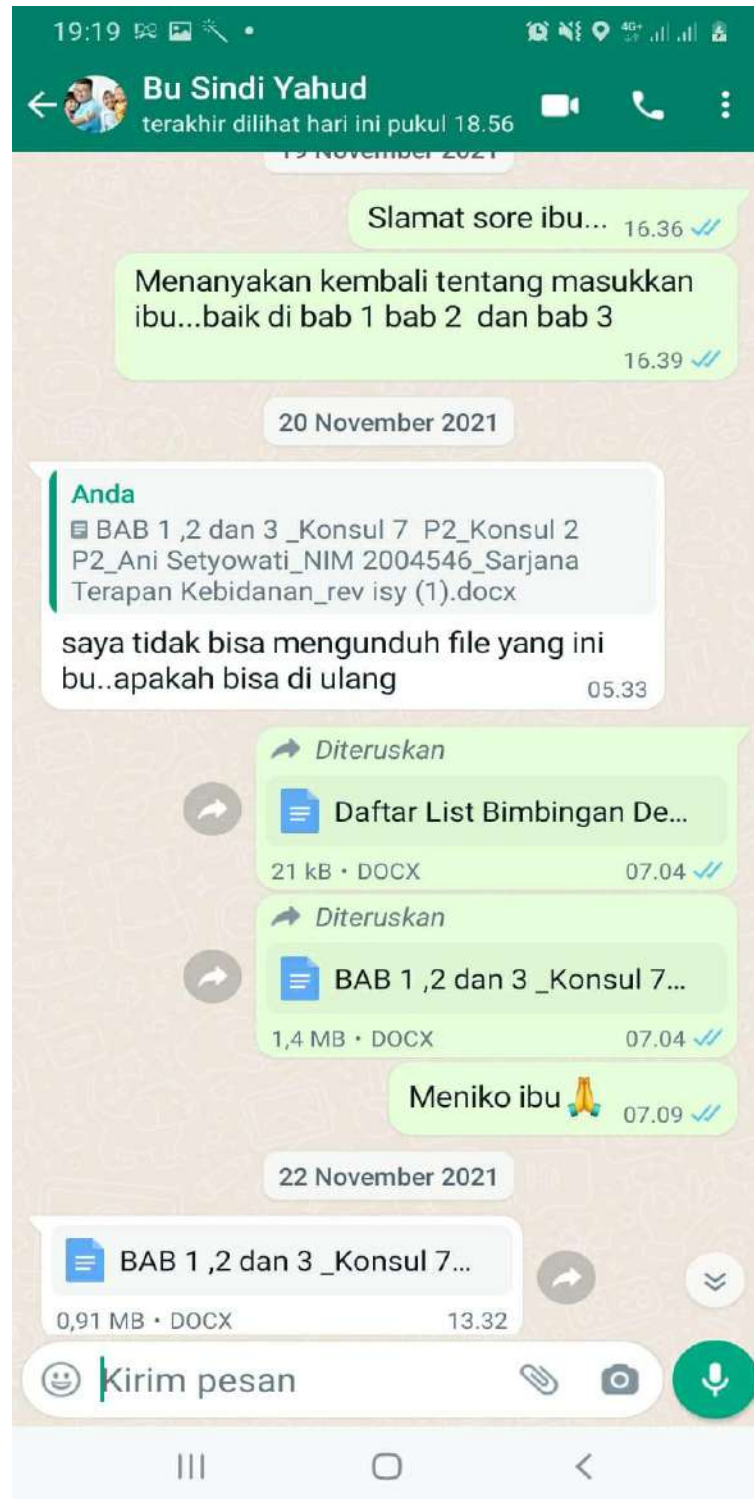 19:19
4G+
Bu Sindi Yahud
terakhir dilihat hari ini pukul 18.56
19 November 2021
Slamat sore ibu... 16.36
Menanyakan kembali tentang masukkan
ibu...baik di bab 1 bab 2 dan bab 3
16.39
20 November 2021
Anda
BAB 1 ,2 dan 3 _Konsul 7 P2_Konsul 2
P2_Ani Setyowati_NIM 2004546_Sarjana
Terapan Kebidanan_rev isy (1).docx
saya tidak bisa mengunduh file yang ini
bu..apakah bisa di ulang 05.33
Diteruskan
Daftar List Bimbingan De...
21 kB • DOCX 07.04
Diteruskan
BAB 1 ,2 dan 3 _Konsul 7...
1,4 MB • DOCX 07.04
Meniko ibu🙏 07.09
22 November 2021
BAB 1 ,2 dan 3 _Konsul 7...
0,91 MB • DOCX 13.32
Kirim pesan